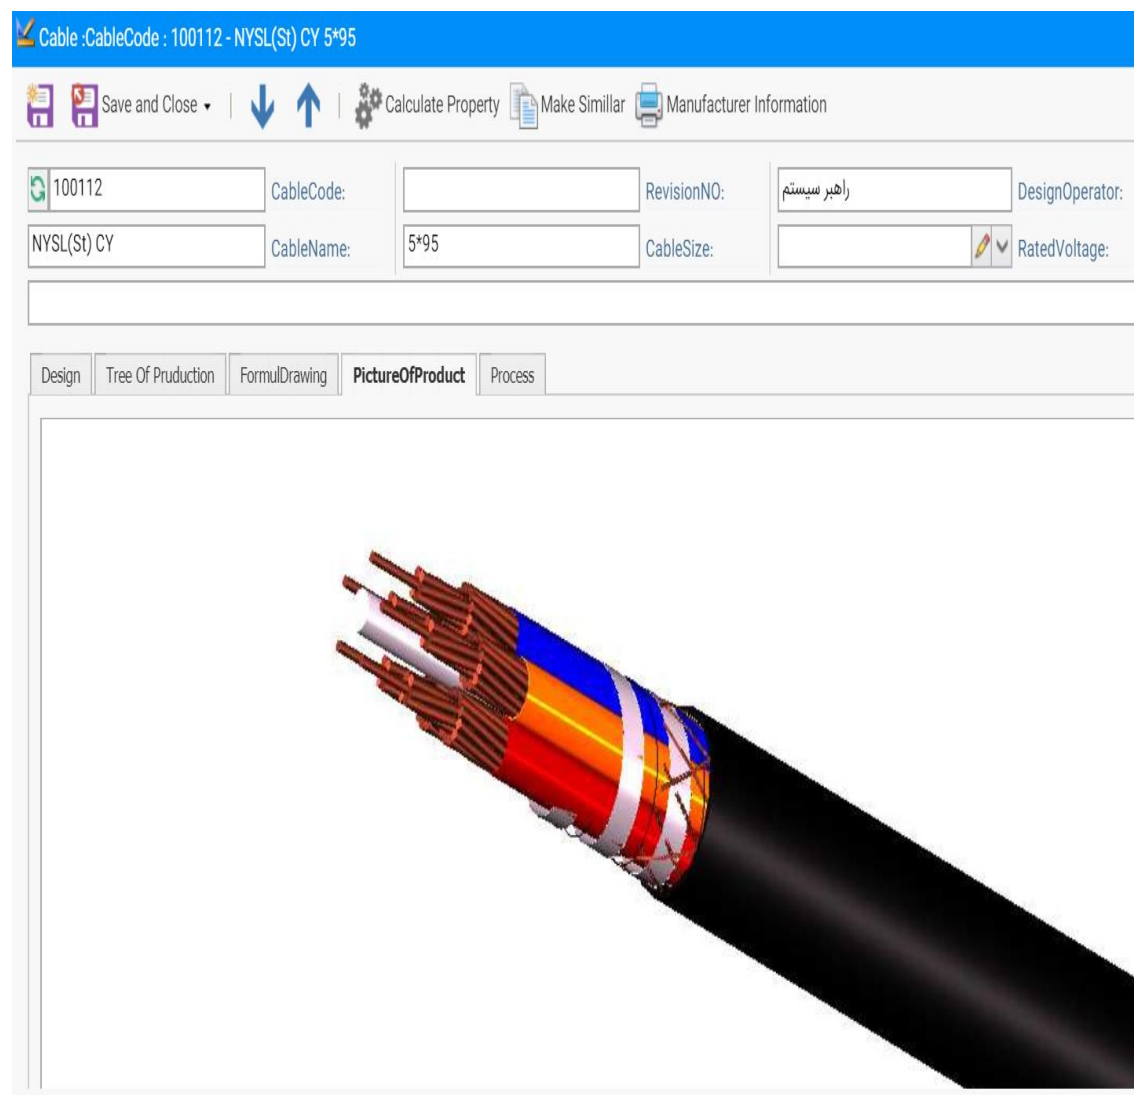 Cable :CableCode : 100112 - NYSL(St) CY 5*95
Save and Close Calculate Property Make Simillar Manufacturer Information
100112 CableCode: RevisionNO: راهبر سیستم DesignOperator:
NYSL(St) CY CableName: 5*95 CableSize: RatedVoltage:
Design Tree Of Pruduction FormulDrawing PictureOfProduct Process